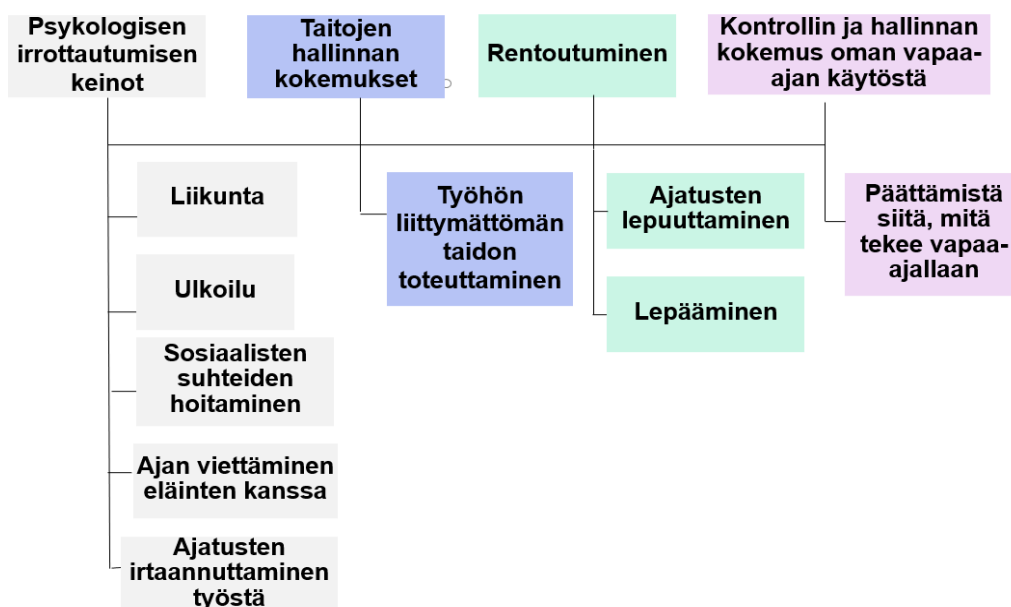 Psykologisen
irrottautumisen
keinot
Taitojen
hallinnan
kokemukset
Rentoutuminen
Kontrollin ja hallinnan
kokemus oman vapaa-
ajan käytöstä
Liikunta
Ulkoilu
Sosiaalisten
suhteiden
hoitaminen
Ajan viettäminen
eläinten kanssa
Ajatusten
irtaannuttaminen
työstä
Työhön
liittymättömän
taidon
toteuttaminen
Ajatusten
lepuuttaminen
Lepääminen
Päättämistä
siitä, mitä
tekee vapaa-
ajallaan